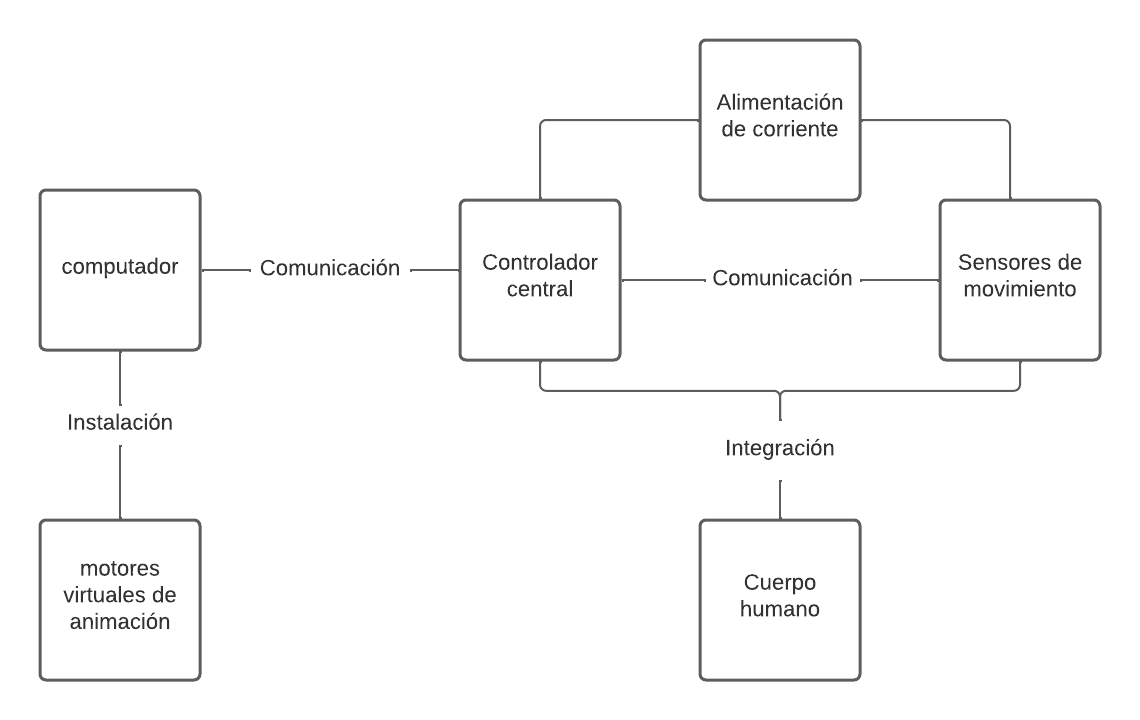 Alimentación
de corriente
computador
Comunicación
Controlador
central
Comunicación
Sensores de
movimiento
Instalación
Integración
motores
virtuales de
animación
Cuerpo
humano